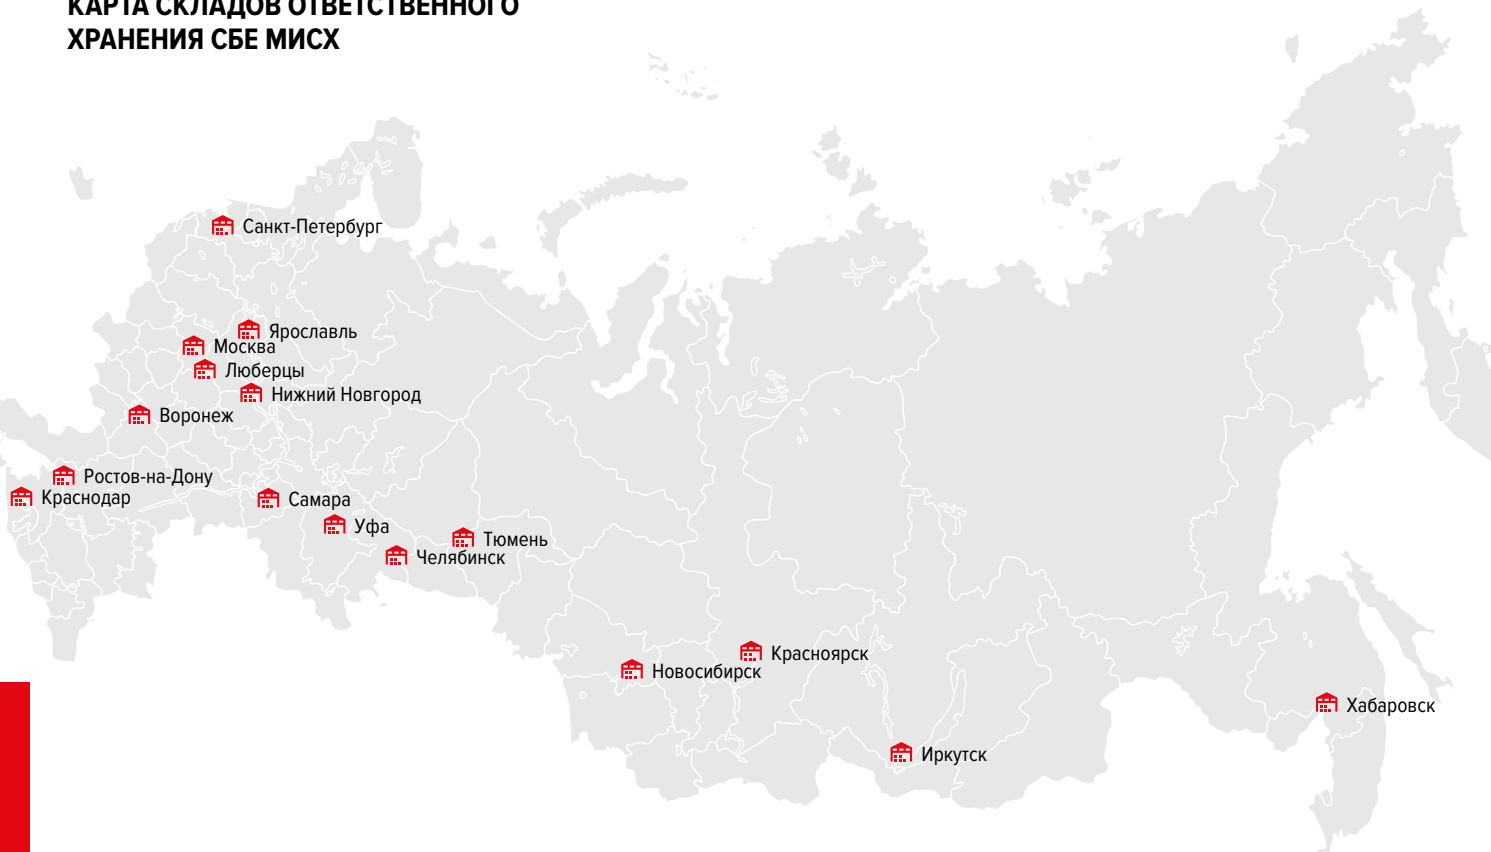 КАРТА СКЛАДОВ ОТВЕТСТВЕННОГО
ХРАНЕНИЯ СБЕ МИСХ
Санкт-Петербург
Ярославль
Москва
Люберцы
Нижний Новгород
Воронеж
Ростов-на-Дону
Краснодар
Самара
Уфа
Тюмень
Челябинск
Красноярск
Новосибирск
Хабаровск
Иркутск